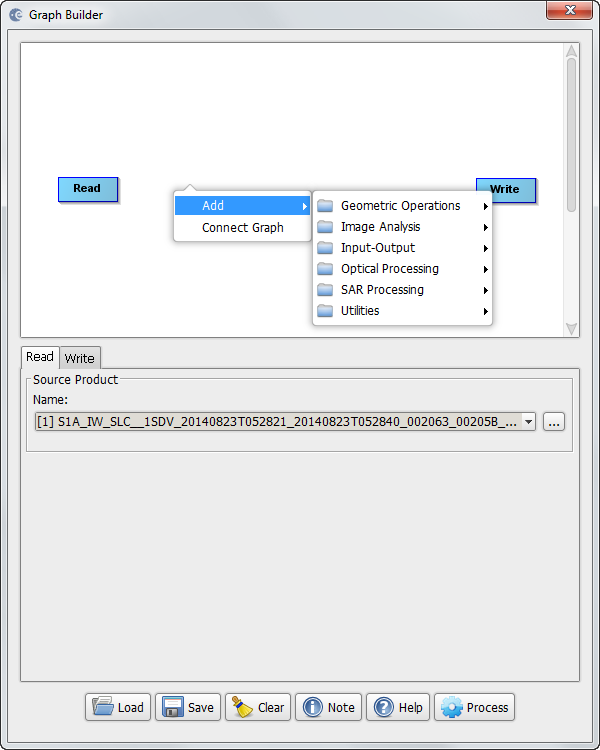 Graph Builder
Read
Write
Add
Connect Graph
Geometric Operations
Image Analysis
Input-Output
Optical Processing
SAR Processing
Utilities
Read Write
Source Product
Name:
[1] S1A_IW_SLC__1SDV_20140823T052821_20140823T052840_002063_00205B_...
...
Load Save Clear Note Help Process